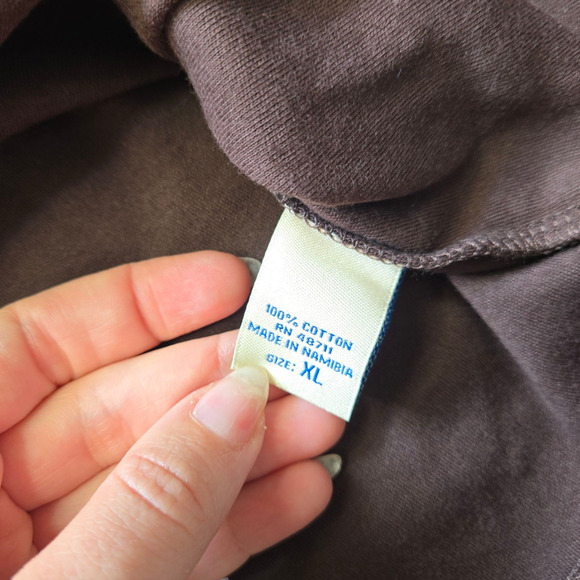 100% COTTON
RN 48711
MADE IN NAMIBIA
SIZE: XL